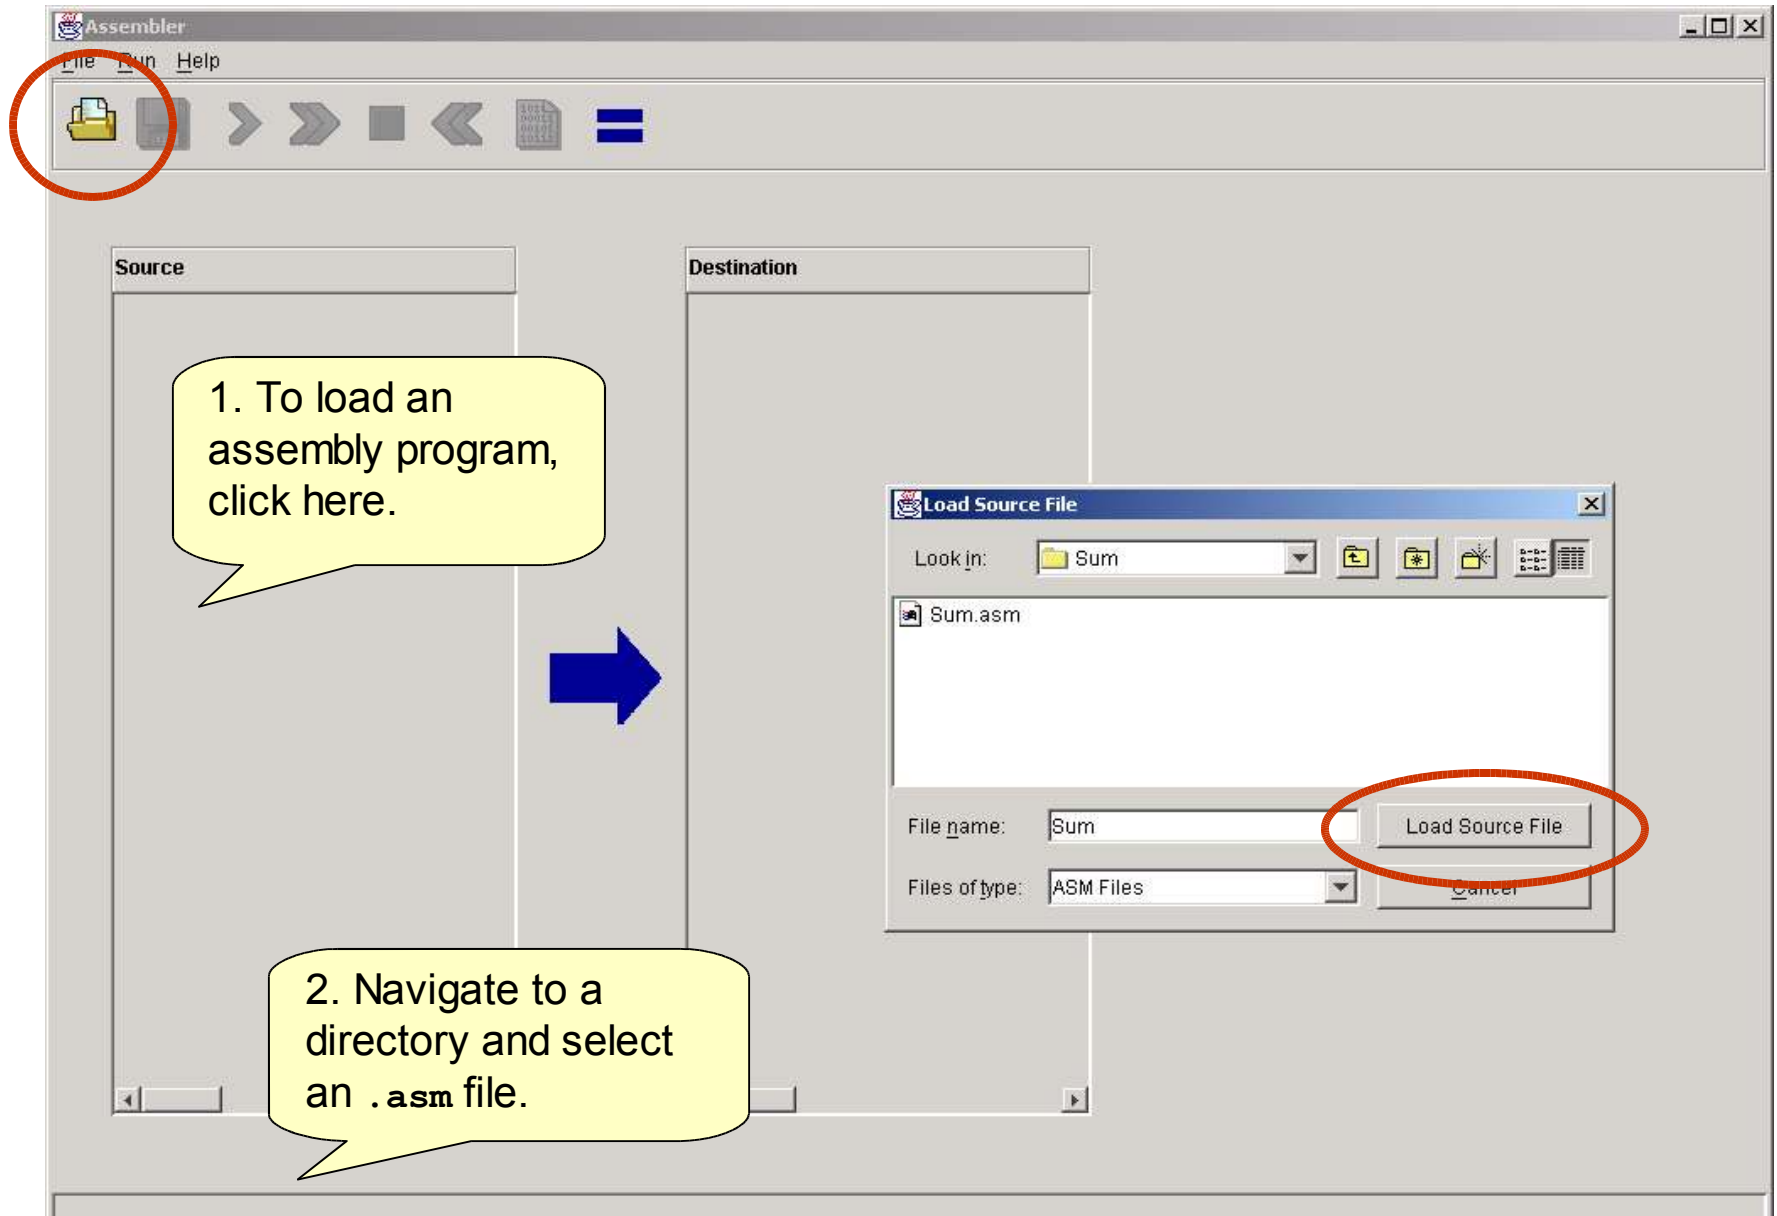 Assembler
File Run Help
Source
Destination
1. To load an
assembly program,
click here.
Load Source File
Look in:
Sum
Sum.asm
File name:
Sum
Load Source File
Files of type:
ASM Files
Cancel
2. Navigate to a
directory and select
an .asm file.